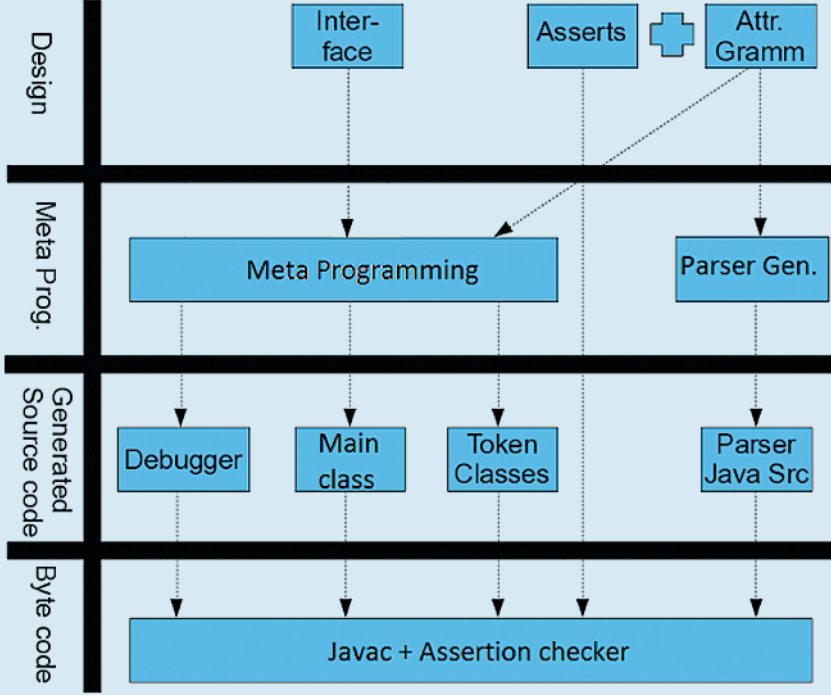 Design
Inter-
face
Asserts
Attr.
Gramm
Meta Prog.
Meta Programming
Parser Gen.
Generated
Source code
Debugger
Main
class
Token
Classes
Parser
Java Src
Byte code
Javac + Assertion checker